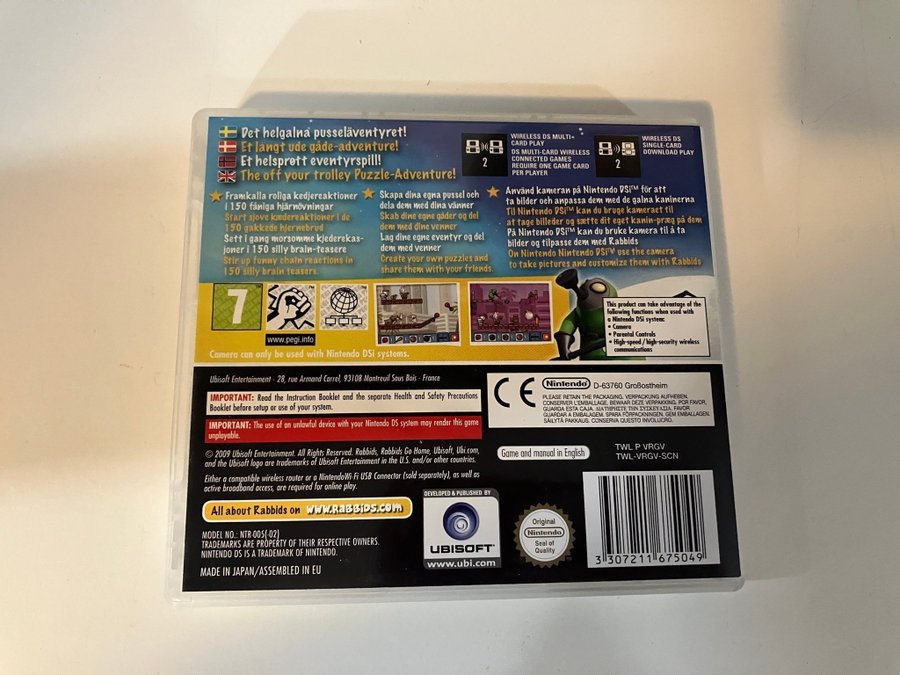 Det helgalna pusseläventyret!
Et langt ude gåde-adventure!
Et helsprøtt eventyrspill!
The off your trolley Puzzle-Adventure!
2
WIRELESS DS MULTI-
CARD PLAY
DS MULTI-CARD WIRELESS
CONNECTED GAMES
REQUIRE ONE GAME CARD
PER PLAYER
2
WIRELESS DS
SINGLE-CARD
DOWNLOAD PLAY
Framkalla roliga kedjereaktioner
i 150 fåniga hjärnövningar
Start sjove kædereaktioner i de
150 gakkede hjernebrud
Sett i gang morsomme kjederekas-
joner i 150 silly brain-teasere
Stir up funny chain reactions in
150 silly brain teasers.
Skapa dina egna pussel och
dela dem med dina vänner
Skab dine egne gåder og del
dem med dine venner
Lag dine egne eventyr og del
dem med venner
Create your own puzzles and
share them with your friends.
Använd kameran på Nintendo DSi™ för att
ta bilder och anpassa dem med de galna kaninerna
Til Nintendo DSi™ kan du bruge kameraet til
at tage billeder og sætte dit eget kanin-præg på dem
På Nintendo DSi™ kan du bruke kamera til å ta
bilder og tilpasse dem med Rabbids
On Nintendo Nintendo DSi™ use the camera
to take pictures and customize them with Rabbids
7
www.pegi.info
This product can take advantage of the
following functions when used with
a Nintendo DSi system:
• Camera
• Parental Controls
• High-speed / high-security wireless
communications
Camera can only be used with Nintendo DSi systems.
Ubisoft Entertainment - 28, rue Armand Carrel, 93108 Montreuil Sous Bois - France
IMPORTANT: Read the Instruction Booklet and the separate Health and Safety Precautions
Booklet before setup or use of your system.
IMPORTANT: The use of an unlawful device with your Nintendo DS system may render this game
unplayable.
CE
Nintendo
D-63760 Großostheim
PLEASE RETAIN THE PACKAGING. VERPACKUNG AUFHEBEN.
CONSERVER L'EMBALLAGE. BEWAAR DEZE VERPAKKING. POR FAVOR,
GUARDA ESTA CAJA. ΔΙΑΤΗΡΗΣΤΕ ΤΗ ΣΥΣΚΕΥΑΣΙΑ. FAVOR
GUARDAR A EMBALAGEM. SPARA FÖRPACKNINGEN. GEM EMBALLAGEN.
SÄILYTÄ PAKKAUS. CONSERVA QUESTO INVOLUCRO.
© 2009 Ubisoft Entertainment. All Rights Reserved. Rabbids, Rabbids Go Home, Ubisoft, Ubi.com,
and the Ubisoft logo are trademarks of Ubisoft Entertainment in the U.S. and/or other countries.
Either a compatible wireless router or a NintendoWi-Fi USB Connector (sold separately), as well as
active broadband access, are required for online play.
Game and manual in English
TWL P VRGV
TWL-VRGV-SCN
All about Rabbids on www.RaBBiDS.com
MODEL NO.: NTR-005(-02)
TRADEMARKS ARE PROPERTY OF THEIR RESPECTIVE OWNERS.
NINTENDO DS IS A TRADEMARK OF NINTENDO.
MADE IN JAPAN/ASSEMBLED IN EU
DEVELOPED & PUBLISHED BY
UBISOFT
www.ubi.com
Original
Nintendo
Seal of
Quality
3 307211 675049